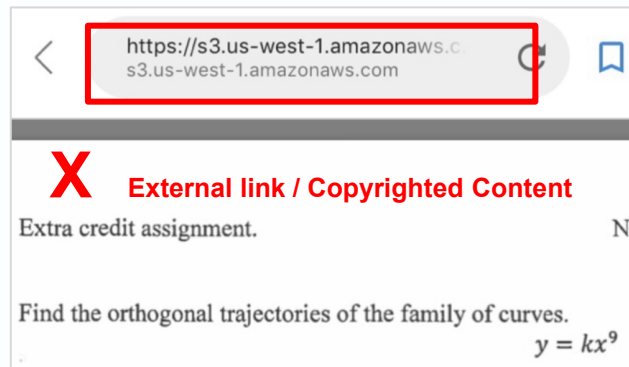 https://s3.us-west-1.amazonaws.c
s3.us-west-1.amazonaws.com
X External link / Copyrighted Content
Extra credit assignment. N
Find the orthogonal trajectories of the family of curves.
y = kx⁹